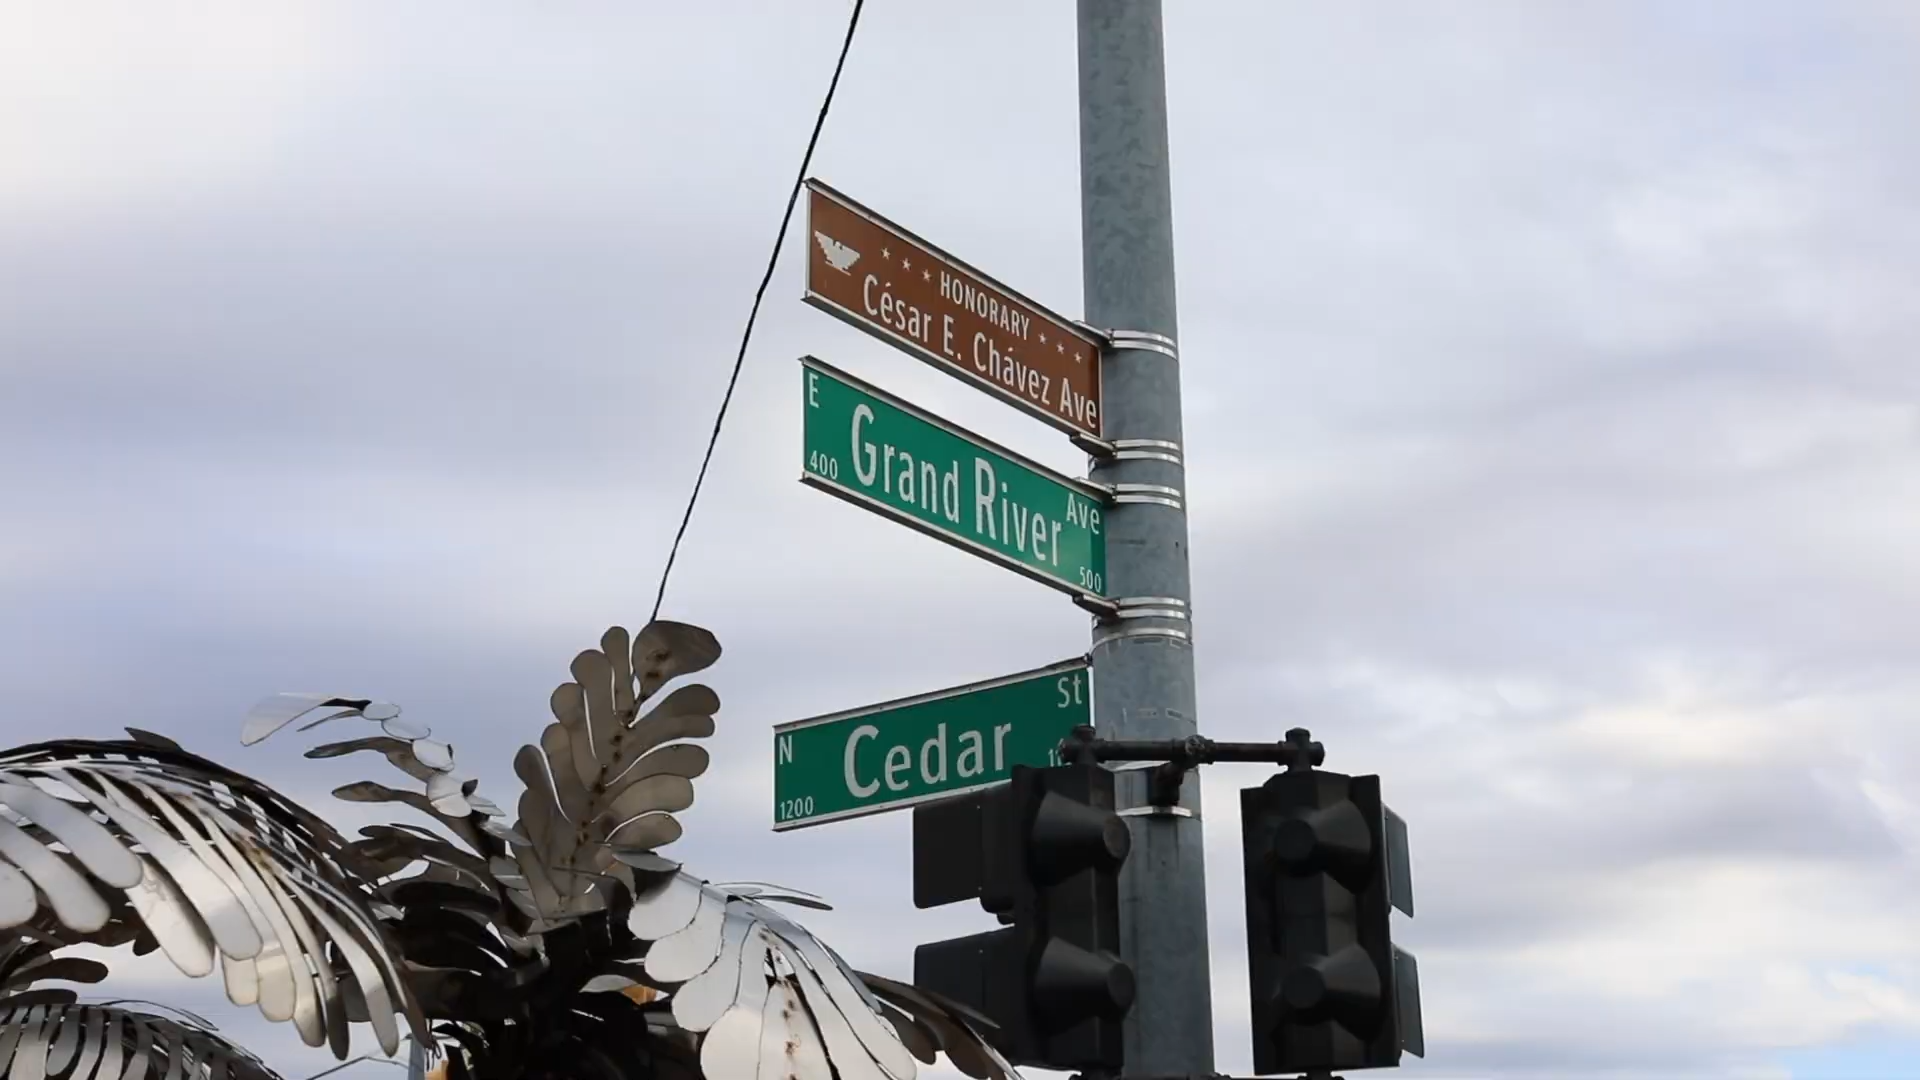 ★ ★ ★ HONORARY ★ ★ ★
César E. Chávez Ave
E
Grand River Ave
400
500
N
Cedar St
1200